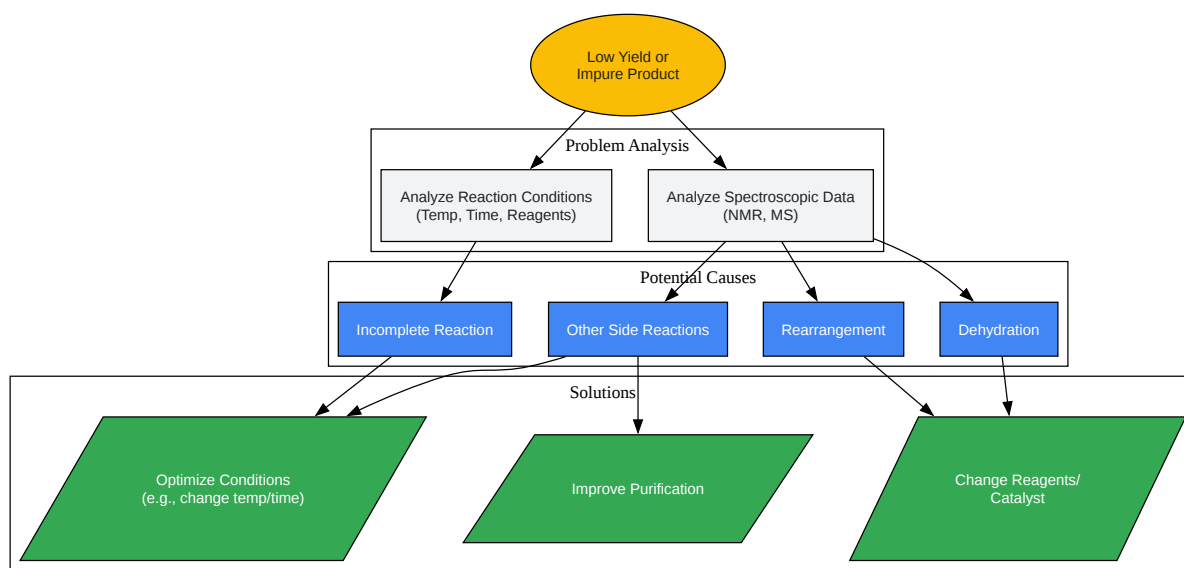 Low Yield or
Impure Product
Problem Analysis
Analyze Reaction Conditions
(Temp, Time, Reagents)
Analyze Spectroscopic Data
(NMR, MS)
Potential Causes
Incomplete Reaction
Other Side Reactions
Rearrangement
Dehydration
Solutions
Optimize Conditions
(e.g., change temp/time)
Improve Purification
Change Reagents/
Catalyst